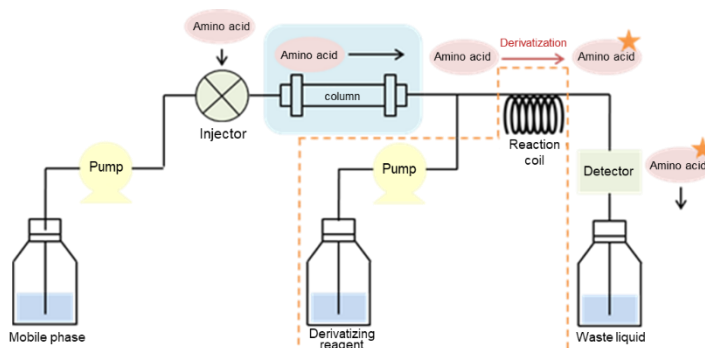 Amino acid
Derivatization
Amino acid
Amino acid
Amino acid
column
Injector
Reaction
coil
Pump
Pump
Detector
Amino acid
Mobile phase
Derivatizing
reagent
Waste liquid